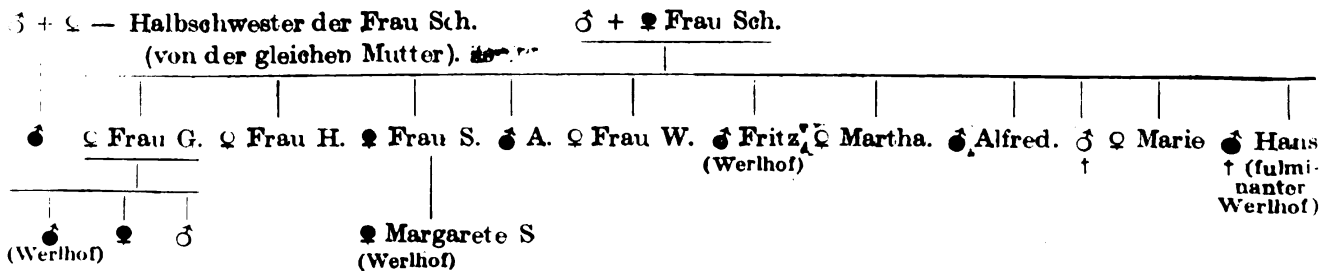 ♂ + ♀ — Halbschwester der Frau Sch. ♂ + ♀ Frau Sch.
(von der gleichen Mutter).
♂ ♀ Frau G. ♀ Frau H. ♀ Frau S. ♂ A. ♀ Frau W. ♂ Fritz ♀ Martha. ♂ Alfred. ♂ ♀ Marie ♂ Hans
(Werlhof) † † (fulmi-
nanter
Werlhof)
♂ ♀ ♂ ♀ Margarete S
(Werlhof) (Werlhof)